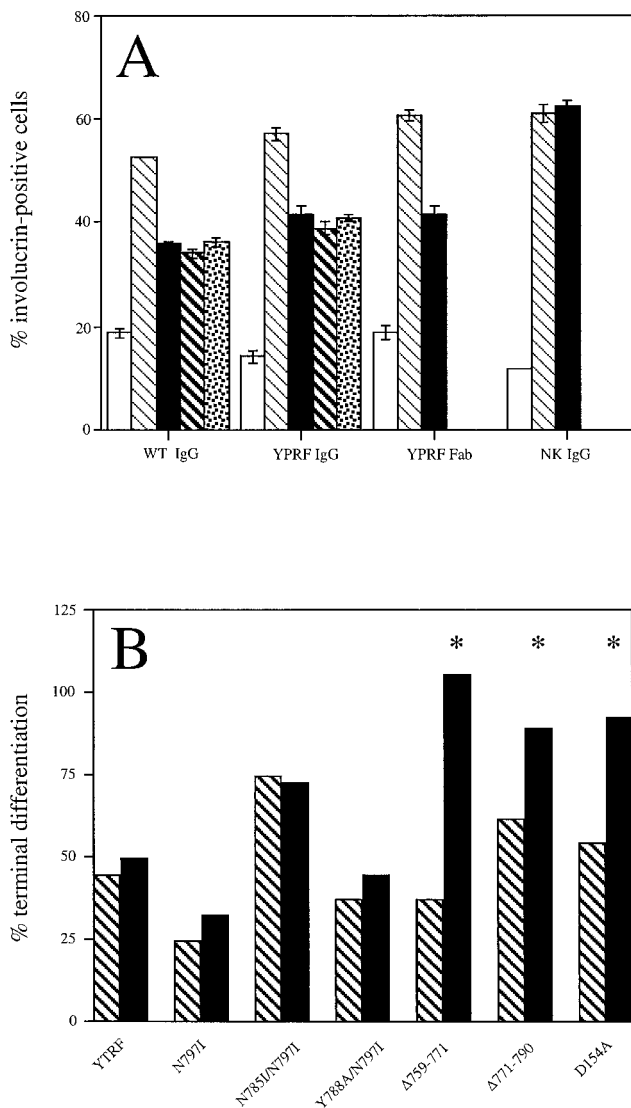 80
A
60
40
20
0
% involucrin-positive cells
WT IgG
YPRF IgG
YPRF Fab
NK IgG
125
B
* * *
100
75
50
25
0
% terminal differentiation
YTRF
N797I
N785I/N797I
Y788A/N797I
Δ759-771
Δ771-790
D154A